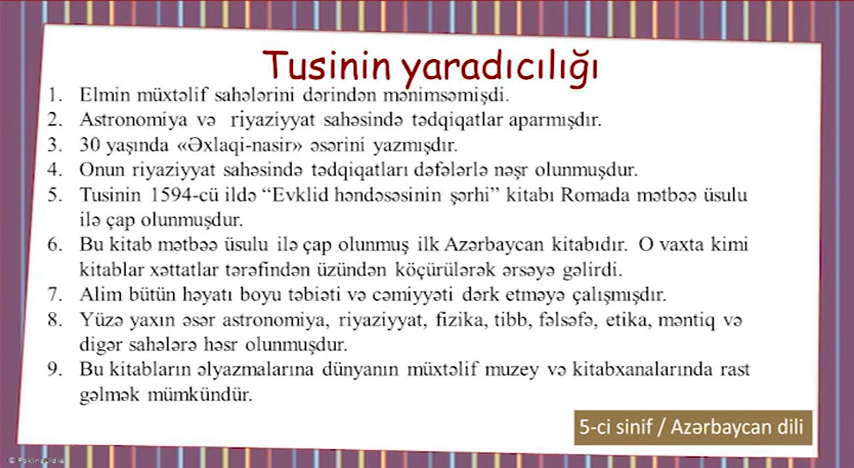 Tusinin yaradıcılığı
1. Elmin müxtəlif sahələrini dərindən mənimsəmişdi.
2. Astronomiya və riyaziyyat sahəsində tədqiqatlar aparmışdır.
3. 30 yaşında «Əxlaqi-nasir» əsərini yazmışdır.
4. Onun riyaziyyat sahəsində tədqiqatları dəfələrlə nəşr olunmuşdur.
5. Tusinin 1594-cü ildə “Evklid həndəsəsinin şərhi” kitabı Romada mətbəə üsulu
ilə çap olunmuşdur.
6. Bu kitab mətbəə üsulu ilə çap olunmuş ilk Azərbaycan kitabıdır. O vaxta kimi
kitablar xəttatlar tərəfindən üzündən köçürülərək ərsəyə gəlirdi.
7. Alim bütün həyatı boyu təbiəti və cəmiyyəti dərk etməyə çalışmışdır.
8. Yüzə yaxın əsər astronomiya, riyaziyyat, fizika, tibb, fəlsəfə, etika, məntiq və
digər sahələrə həsr olunmuşdur.
9. Bu kitabların əlyazmalarına dünyanın müxtəlif muzey və kitabxanalarında rast
gəlmək mümkündür.
5-ci sinif / Azərbaycan dili